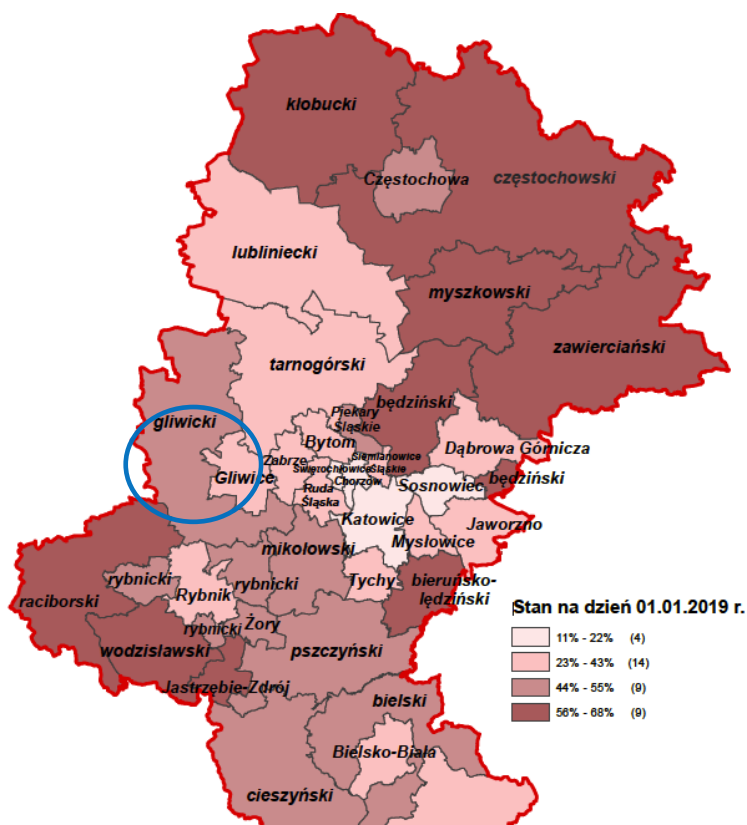 kłobucki
Częstochowa
częstochowski
lubliniecki
myszkowski
zawierciański
tarnogórski
będziński
gliwicki
Piekary
Śląskie
Bytom
Dąbrowa Górnicza
Siemianowice
Śląskie
Zabrze
Świętochłowice
Gliwice
Chorzów
Sosnowiec
będziński
Ruda
Śląska
Katowice
Jaworzno
Mysłowice
mikołowski
rybnicki
Rybnik
rybnicki
Tychy
bieruńsko-
lędziński
raciborski
Stan na dzień 01.01.2019 r.
rybnicki
Żory
11% - 22% (4)
wodzisławski
pszczyński
23% - 43% (14)
Jastrzębie-Zdrój
44% - 55% (9)
bielski
56% - 68% (9)
Bielsko-Biała
cieszyński